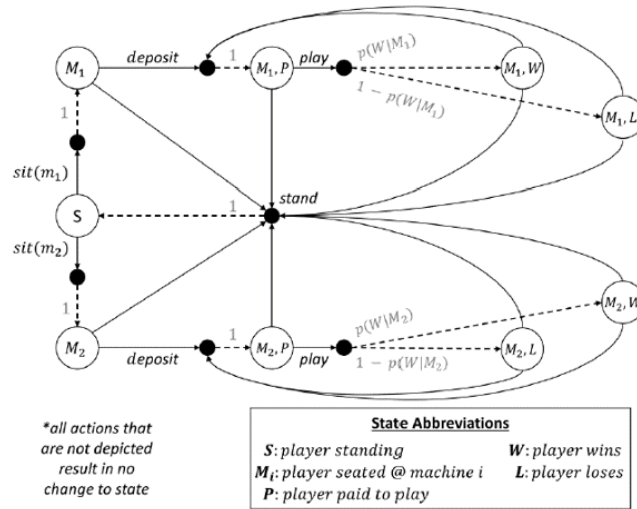 deposit 1 play p(W|M₁)
M₁ M₁, P M₁, W
1 − p(W|M₁)
M₁, L
1
sit(m₁)
stand
S 1
sit(m₂)
1
M₂, W
p(W|M₂)
M₂ 1 M₂, P M₂, L
deposit play 1 − p(W|M₂)
*all actions that
are not depicted
result in no
change to state
State Abbreviations
S: player standing W: player wins
Mᵢ: player seated @ machine i L: player loses
P: player paid to play